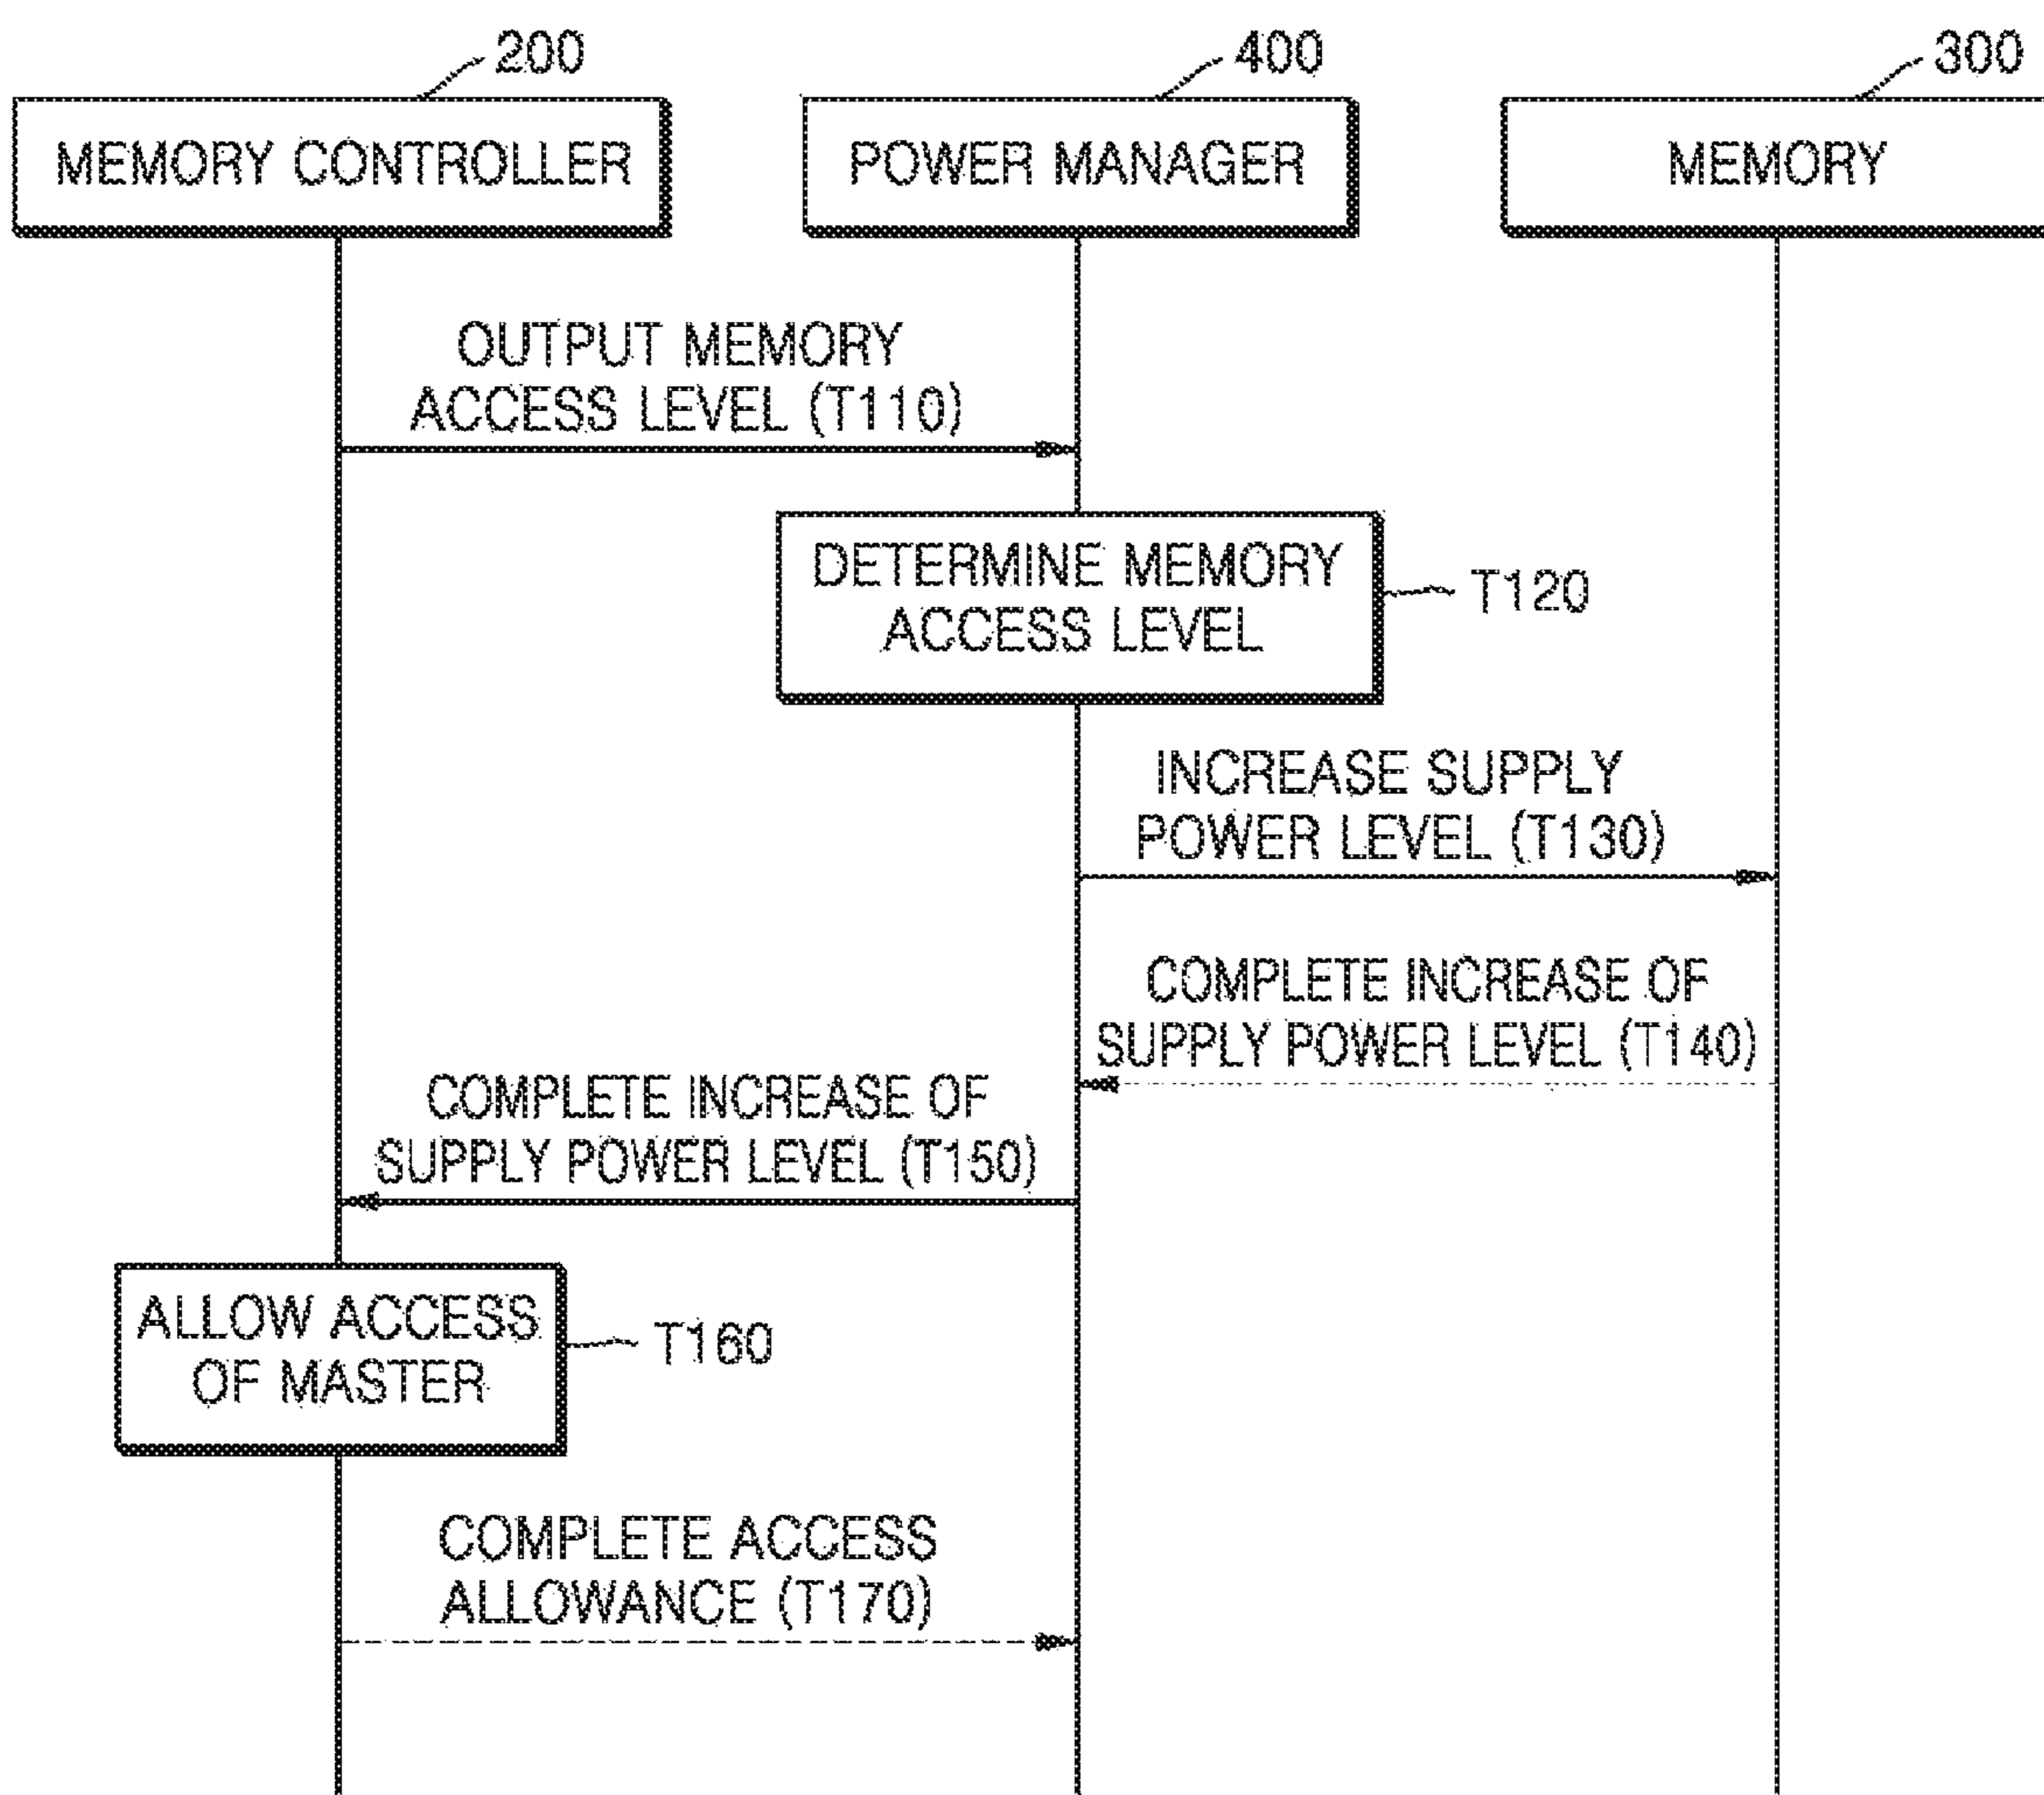 200
400
300
MEMORY CONTROLLER
POWER MANAGER
MEMORY
OUTPUT MEMORY
ACCESS LEVEL (T110)
DETERMINE MEMORY
ACCESS LEVEL
T120
INCREASE SUPPLY
POWER LEVEL (T130)
COMPLETE INCREASE OF
SUPPLY POWER LEVEL (T140)
COMPLETE INCREASE OF
SUPPLY POWER LEVEL (T150)
ALLOW ACCESS
OF MASTER
T160
COMPLETE ACCESS
ALLOWANCE (T170)